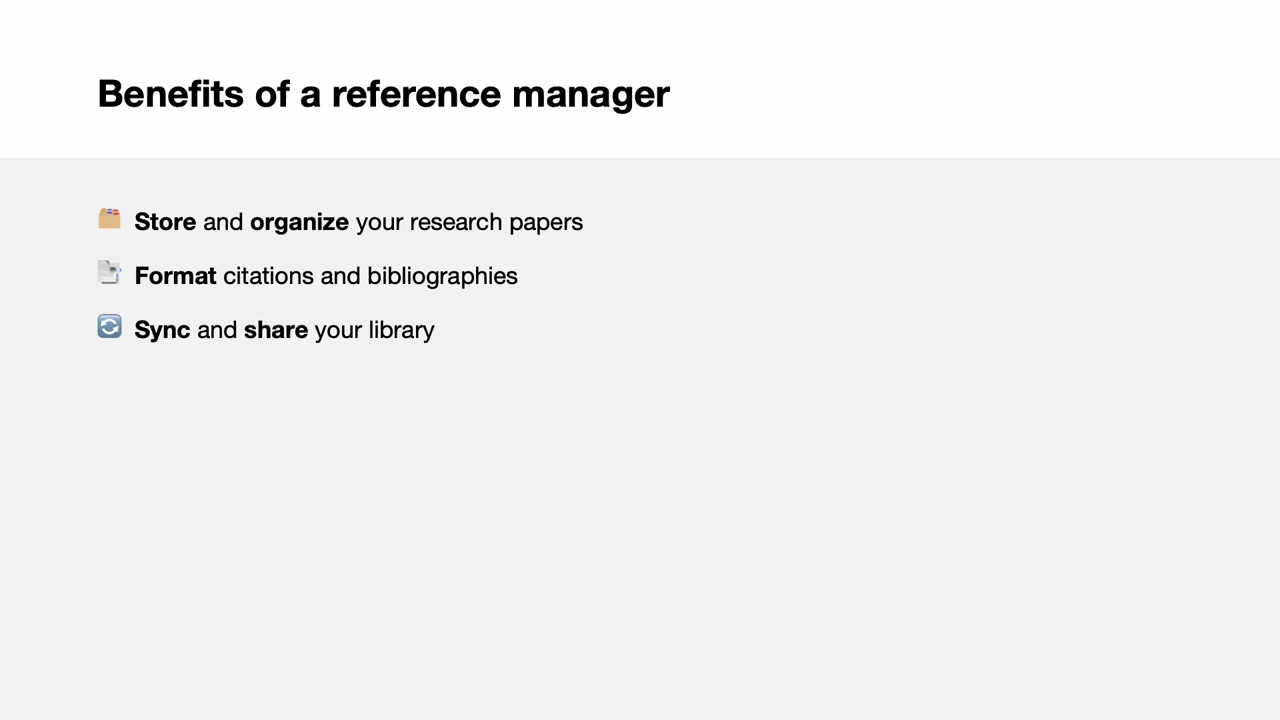 Benefits of a reference manager
Store and organize your research papers
Format citations and bibliographies
Sync and share your library